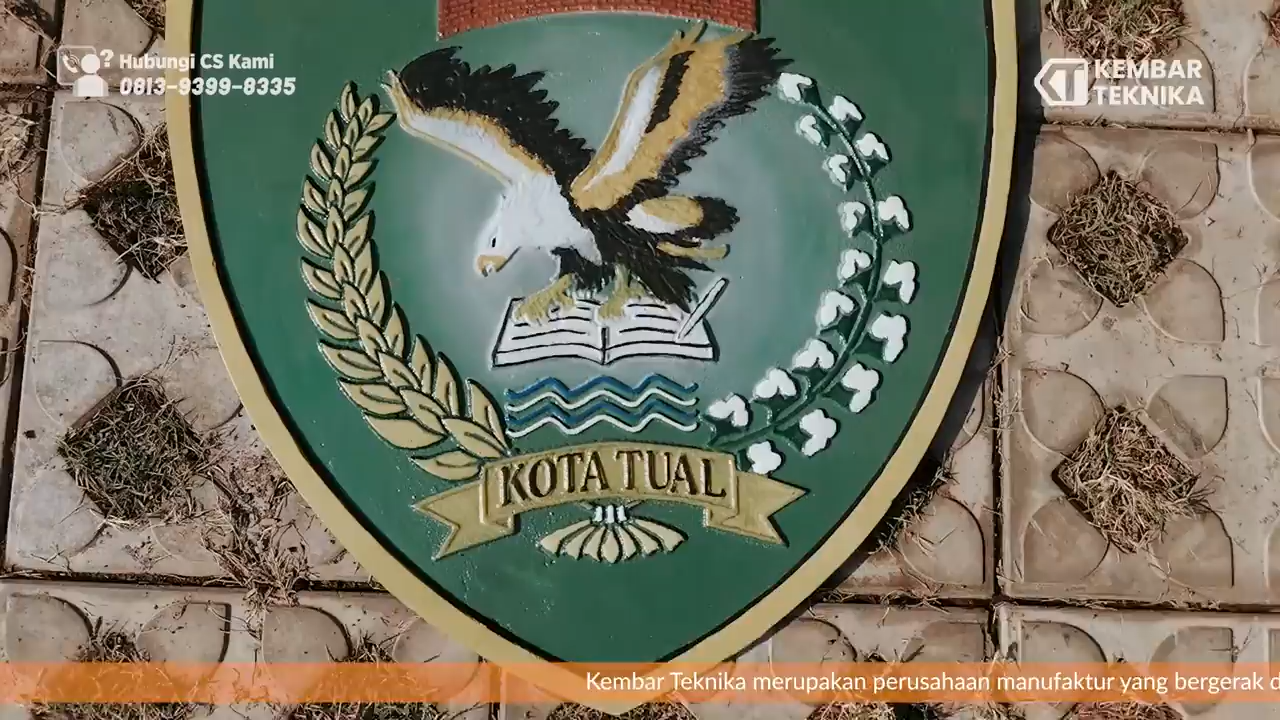 Hubungi CS Kami
0813-9399-8335
KEMBAR
TEKNIKA
KOTA TUAL
Kembar Teknika merupakan perusahaan manufaktur yang bergerak d